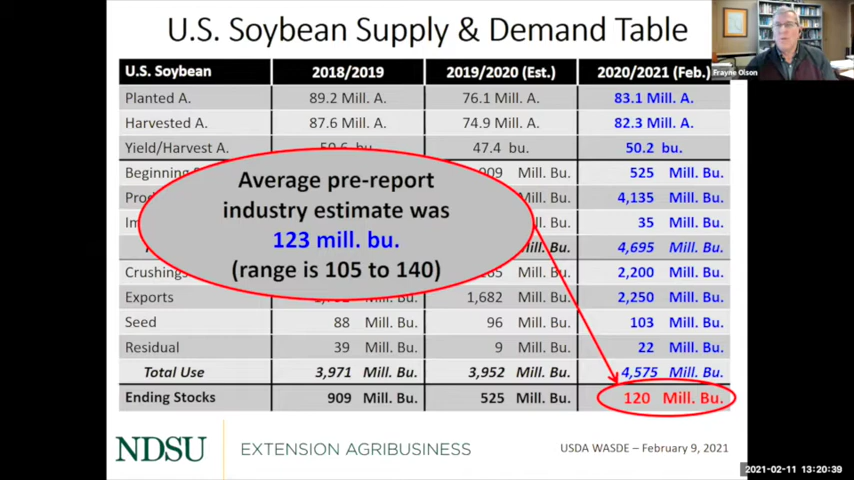 U.S. Soybean Supply & Demand Table
Frayne Olson
U.S. Soybean 2018/2019 2019/2020 (Est.) 2020/2021 (Feb.)
Planted A. 89.2 Mill. A. 76.1 Mill. A. 83.1 Mill. A.
Harvested A. 87.6 Mill. A. 74.9 Mill. A. 82.3 Mill. A.
Yield/Harvest A. 50.6 bu. 47.4 bu. 50.2 bu.
909 Mill. Bu. 525 Mill. Bu.
Mill. Bu. 4,135 Mill. Bu.
Mill. Bu. 35 Mill. Bu.
Mill. Bu. 4,695 Mill. Bu.
Crushings Mill. Bu. 2,200 Mill. Bu.
Exports Mill. Bu. 1,682 Mill. Bu. 2,250 Mill. Bu.
Seed 88 Mill. Bu. 96 Mill. Bu. 103 Mill. Bu.
Residual 39 Mill. Bu. 9 Mill. Bu. 22 Mill. Bu.
Total Use 3,971 Mill. Bu. 3,952 Mill. Bu. 4,575 Mill. Bu.
Ending Stocks 909 Mill. Bu. 525 Mill. Bu. 120 Mill. Bu.
Average pre-report
industry estimate was
123 mill. bu.
(range is 105 to 140)
NDSU EXTENSION AGRIBUSINESS
USDA WASDE – February 9, 2021
2021-02-11 13:20:39